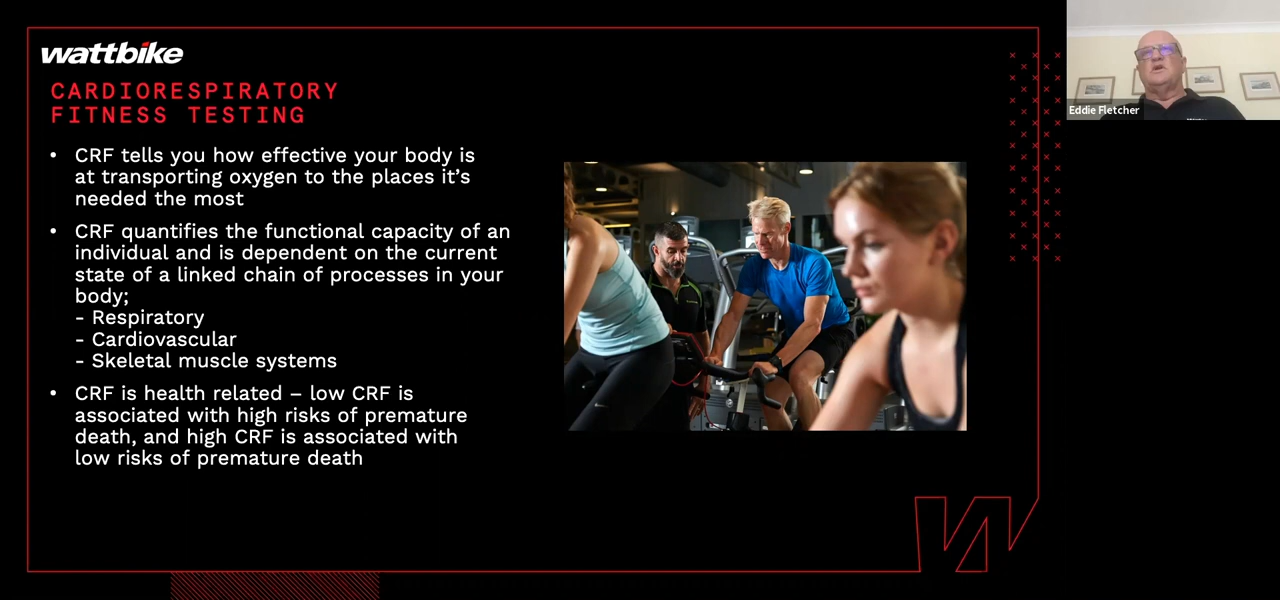 wattbike
CARDIORESPIRATORY
FITNESS TESTING
• CRF tells you how effective your body is
at transporting oxygen to the places it’s
needed the most
• CRF quantifies the functional capacity of an
individual and is dependent on the current
state of a linked chain of processes in your
body;
- Respiratory
- Cardiovascular
- Skeletal muscle systems
• CRF is health related – low CRF is
associated with high risks of premature
death, and high CRF is associated with
low risks of premature death
Eddie Fletcher